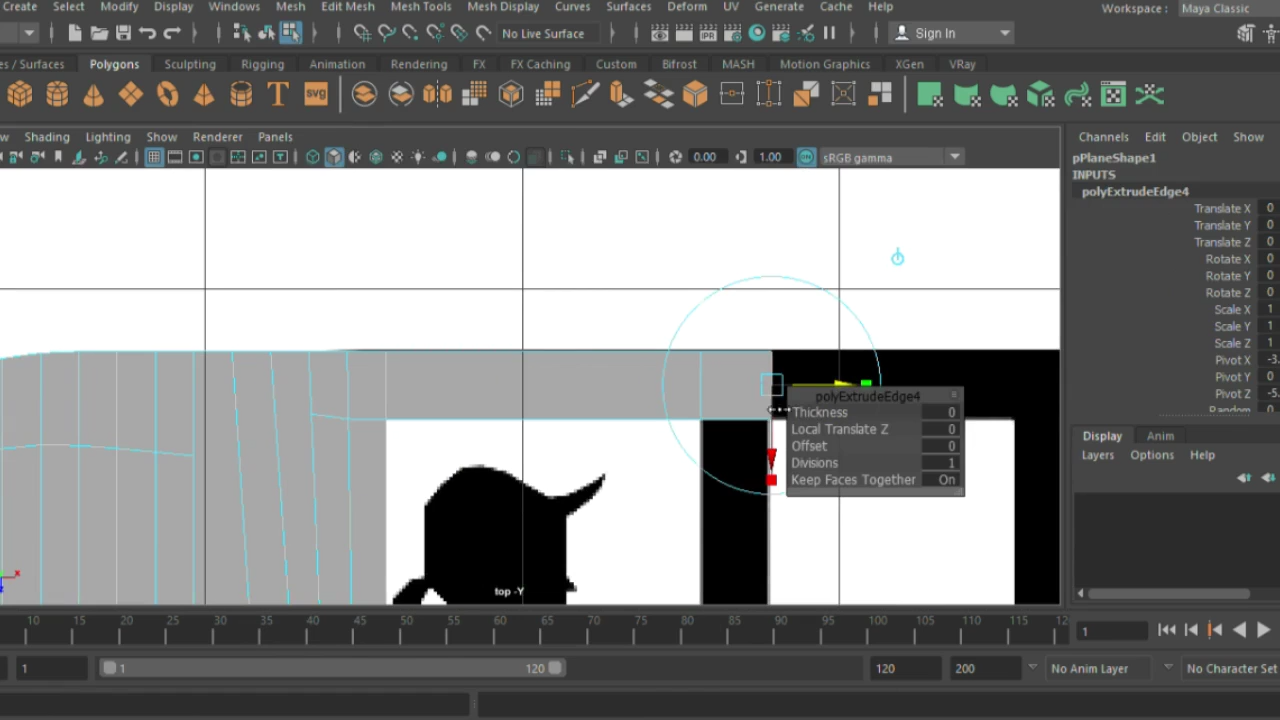 Create Select Modify Display Windows Mesh Edit Mesh Mesh Tools Mesh Display Curves Surfaces Deform UV Generate Cache Help Workspace : Maya Classic
No Live Surface Sign In
es / Surfaces Polygons Sculpting Rigging Animation Rendering FX FX Caching Custom Bifrost MASH Motion Graphics XGen VRay
T svg
w Shading Lighting Show Renderer Panels
0.00 1.00 sRGB gamma
Channels Edit Object Show
pPlaneShape1
INPUTS
polyExtrudeEdge4
Translate X 0
Translate Y 0
Translate Z 0
Rotate X 0
Rotate Y 0
Rotate Z 0
Scale X 1
Scale Y 1
Scale Z 1
Pivot X -3.
Pivot Y 0
Pivot Z -5.
Random 0
polyExtrudeEdge4
Thickness 0
Local Translate Z 0
Offset 0
Divisions 1
Keep Faces Together On
Display Anim
Layers Options Help
x
top -Y
10 15 20 25 30 35 40 45 50 55 60 65 70 75 80 85 90 95 100 105 110 115 12
1
1 1 120 120 200 No Anim Layer No Character Set